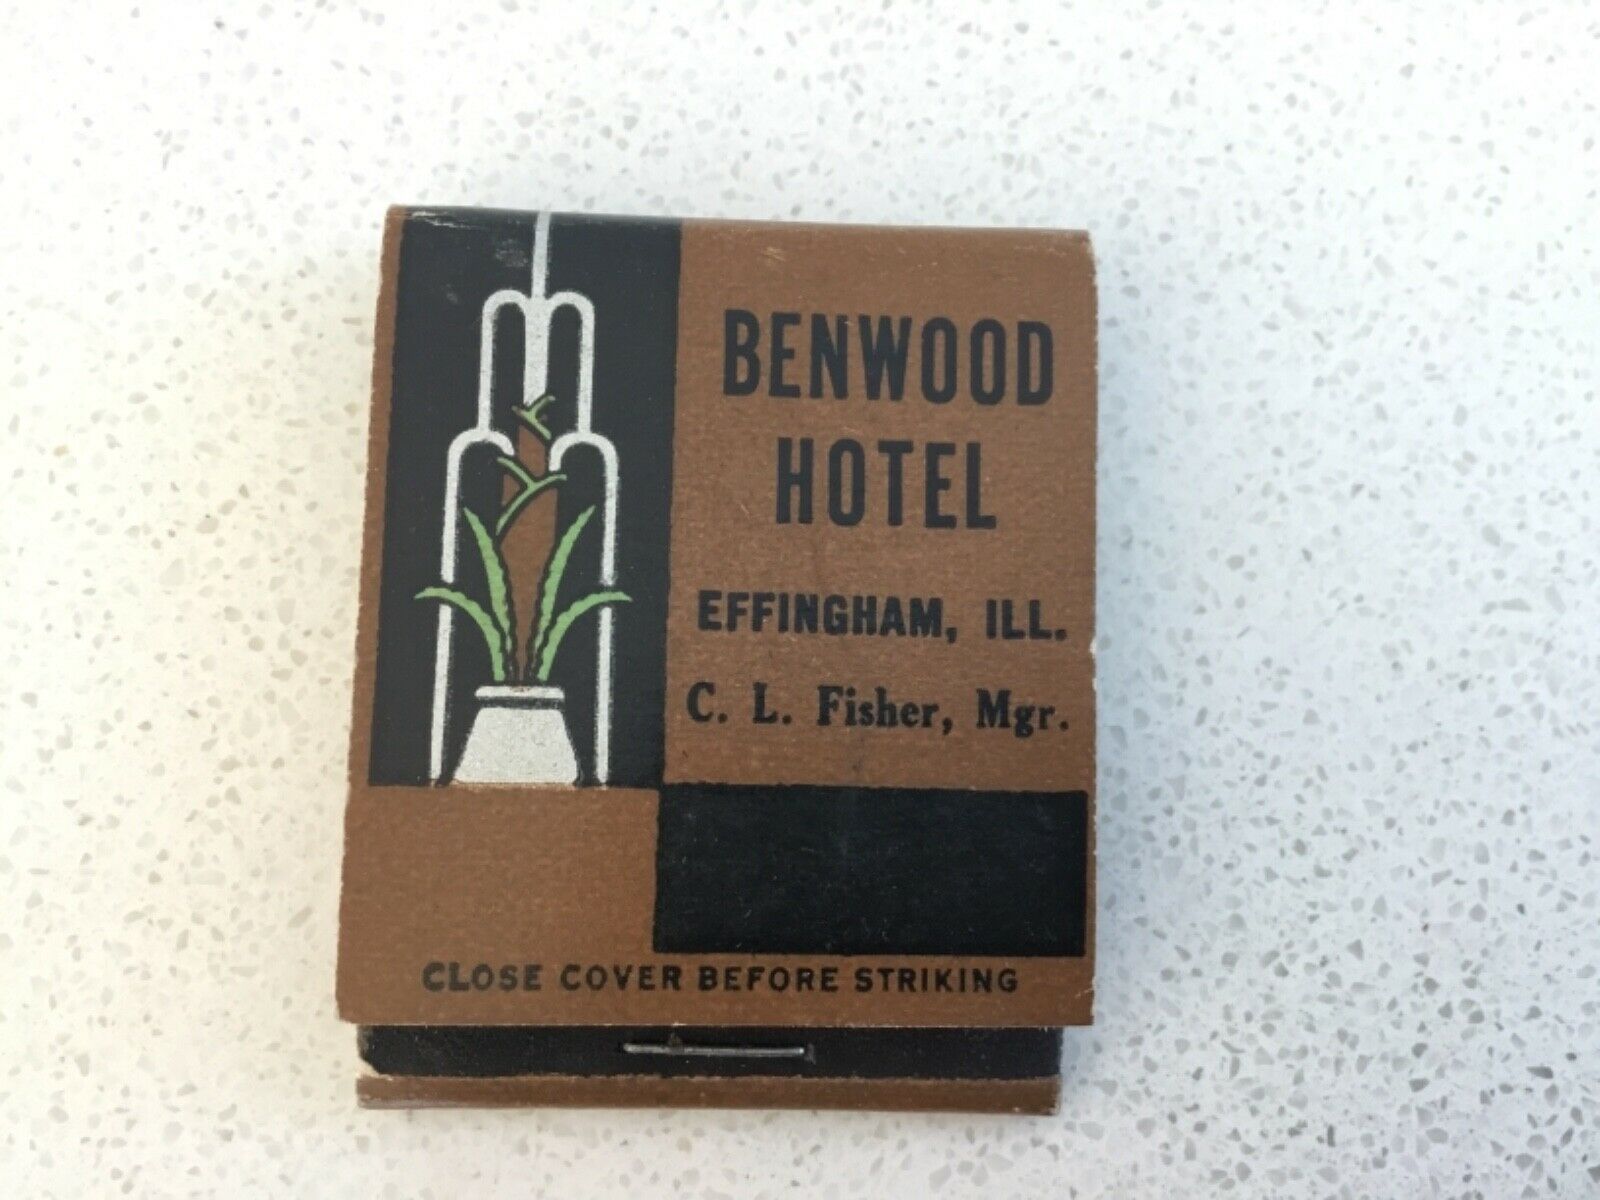 BENWOOD
HOTEL
EFFINGHAM, ILL.
C. L. Fisher, Mgr.
CLOSE COVER BEFORE STRIKING